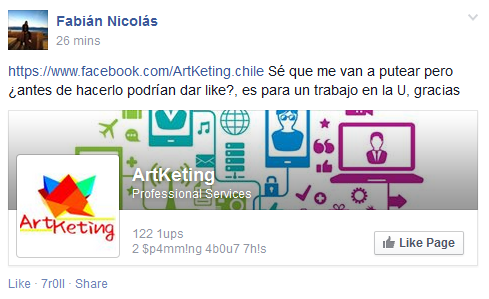 Fabián Nicolás
26 mins
https://www.facebook.com/ArtKeting.chile Sé que me van a putear pero
¿antes de hacerlo podrían dar like?, es para un trabajo en la U, gracias
ArtKeting
Professional Services
ArtKeting
122 1ups
2 $p4mm!ng 4b0u7 7h!s
Like Page
Like · 7r0ll · Share